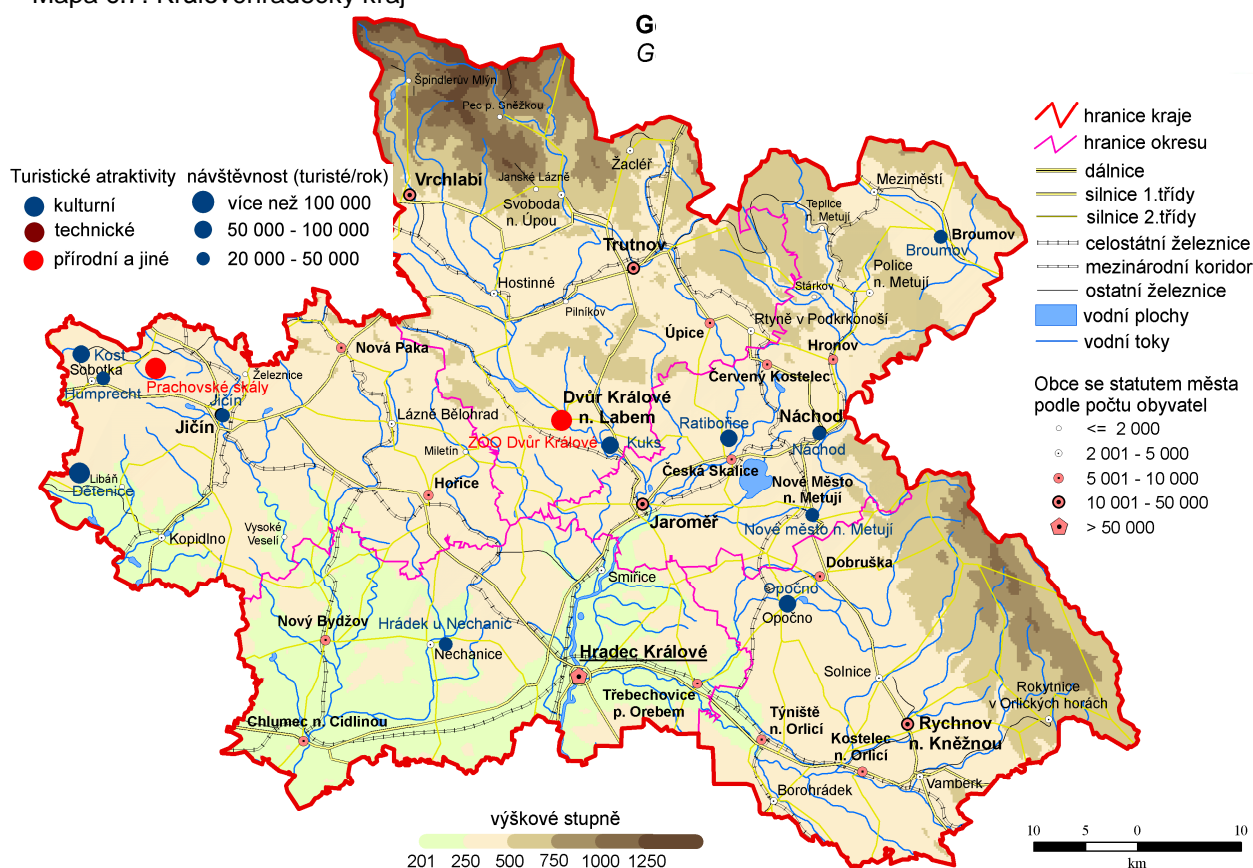 Mapa č.7: Královéhradecký kraj
G
G
Turistické atraktivity
kulturní
technické
přírodní a jiné
návštěvnost (turisté/rok)
více než 100 000
50 000 - 100 000
20 000 - 50 000
hranice kraje
hranice okresu
dálnice
silnice 1.třídy
silnice 2.třídy
celostátní železnice
mezinárodní koridor
ostatní železnice
vodní plochy
vodní toky
Obce se statutem města
podle počtu obyvatel
<= 2 000
2 001 - 5 000
5 001 - 10 000
10 001 - 50 000
> 50 000
Špindlerův Mlýn
Pec p. Sněžkou
Žacléř
Janské Lázně
Vrchlabí
Svoboda
n. Úpou
Meziměstí
Teplice
n. Metují
Broumov
Broumov
Trutnov
Police
n. Metují
Hostinné
Stárkov
Pilníkov
Rtyně v Podkrkonoší
Úpice
Hronov
Nová Paka
Kost
Sobotka
Prachovské skály
Železnice
Humprecht
Jičín
Jičín
Červený Kostelec
Dvůr Králové
n. Labem
Lázně Bělohrad
Náchod
Ratibořice
ZOO Dvůr Králové
Kuks
Náchod
Miletín
Česká Skalice
Libáň
Dětenice
Hořice
Nové Město
n. Metují
Jaroměř
Nové město n. Metují
Vysoké
Veselí
Kopidlno
Dobruška
Smiřice
Opočno
Opočno
Nový Bydžov
Hrádek u Nechanic
Nechanice
Hradec Králové
Solnice
Třebechovice
p. Orebem
Rokytnice
v Orlických horách
Týniště
n. Orlicí
Chlumec n. Cidlinou
Rychnov
n. Kněžnou
Kostelec
n. Orlicí
Vamberk
Borohrádek
výškové stupně
201 250 500 750 1000 1250
10 5 0 10
km